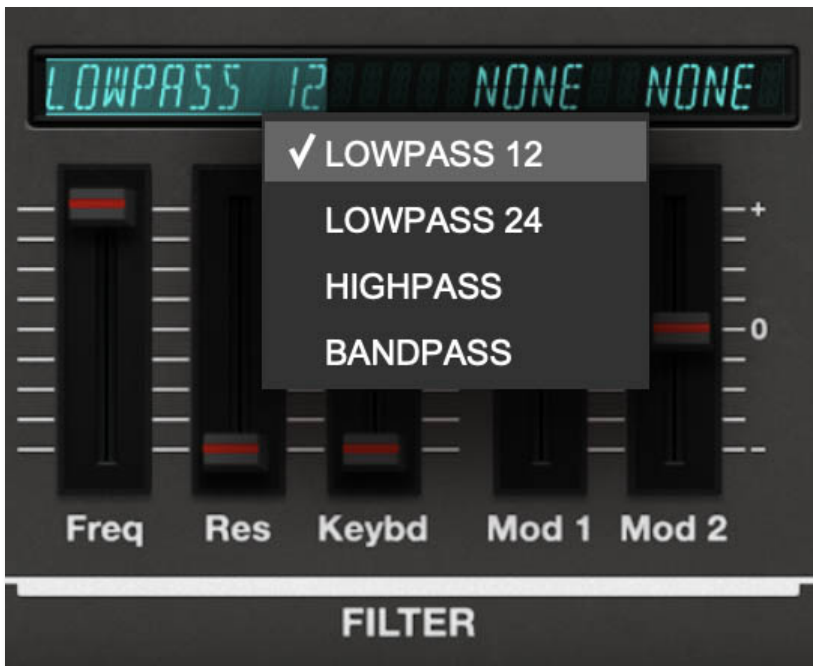 LOWPASS 12 NONE NONE
✓ LOWPASS 12
LOWPASS 24
HIGHPASS
BANDPASS
+
0
-
Freq Res Keybd Mod 1 Mod 2
FILTER